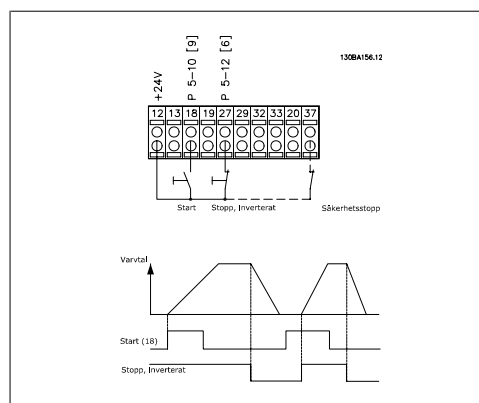 +24V
P 5-10 [9]
P 5-12 [6]
130BA156.12
12 13 18 19 27 29 32 33 20 37
Start
Stopp, Inverterat
Säkerhetsstopp
Varvtal
Start (18)
Stopp, Inverterat